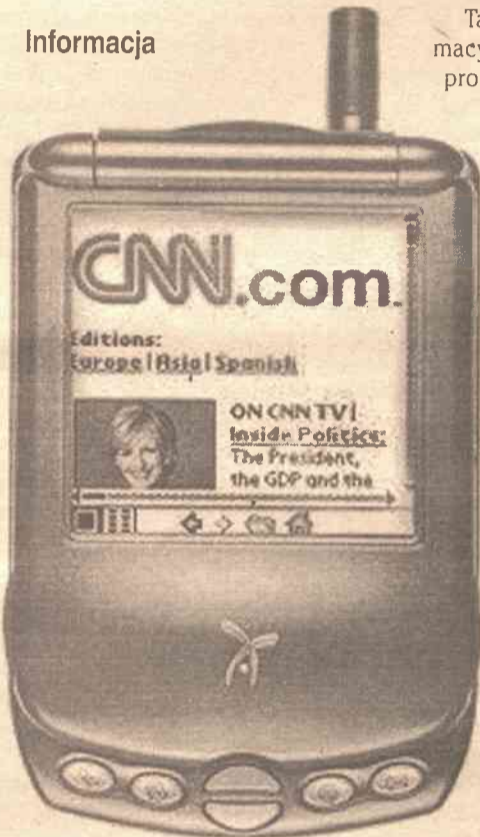 Informacja
Ta
macy
pro
CNN.com.
Editions:
Europe | Asia | Spanish
ON CNN TV |
Inside Politics:
The President,
the GDP and the